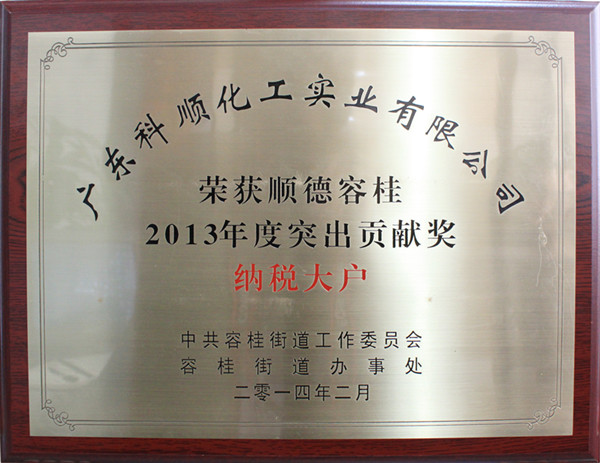 广东科顺化工实业有限公司
荣获顺德容桂
2013年度突出贡献奖
纳税大户
中共容桂街道工作委员会
容桂街道办事处
二零一四年二月